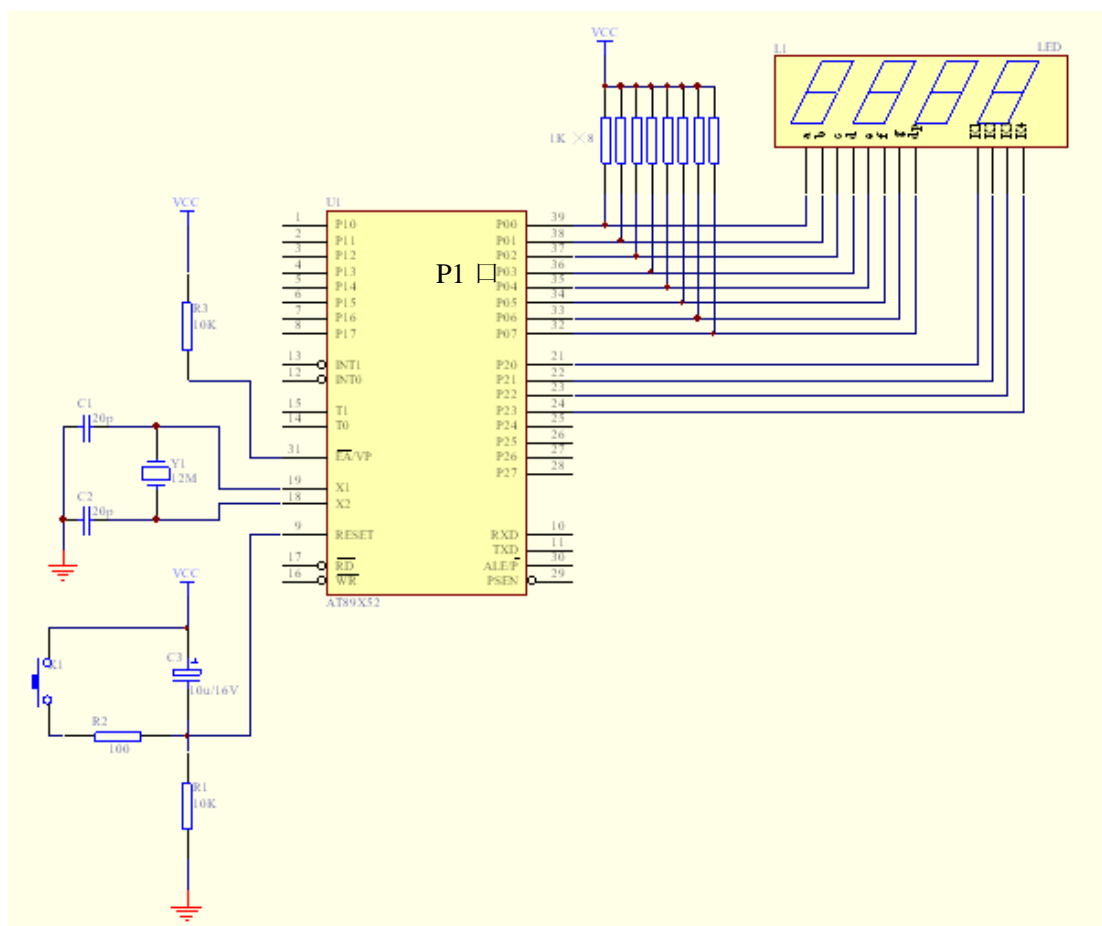 VCC
L1 LED
a b c d e f g dp
1K ×8
VCC
U1
1 P10 P00 39
2 P11 P01 38
3 P12 P02 37
4 P13 P03 36
5 P14 P04 35
6 P15 P05 34
7 P16 P06 33
8 P17 P07 32
P1 口
R3
10K
13 INT1 P20 21
12 INT0 P21 22
P22 23
15 T1 P23 24
14 T0 P24 25
P25 26
31 EA/VP P26 27
P27 28
C1
20p
Y1
12M
19 X1
18 X2
C2
20p
9 RESET RXD 10
TXD 11
17 RD ALE/P 30
16 WR PSEN 29
AT89X52
VCC
K1
C3
10u/16V
R2
100
R1
10K